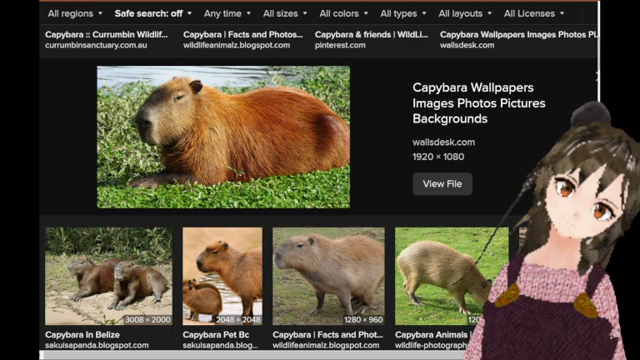 All regions Safe search: off Any time All sizes All colors All types All layouts All Licenses
Capybara :: Currumbin Wildlif... Capybara | Facts and Photos... Capybara & friends | WildLi... Capybara Wallpapers Images Photos Pi
currumbinsanctuary.com.au wildlifeanimalz.blogspot.com pinterest.com wallsdesk.com
Capybara Wallpapers
Images Photos Pictures
Backgrounds
wallsdesk.com
1920 × 1080
View File
3008 × 2000 2048 × 2048 1280 × 960 120
Capybara In Belize Capybara Pet Bc Capybara | Facts and Phot... Capybara Animals |
sakuisapanda.blogspot.com sakuisapanda.blog... wildlifeanimalz.blogspot.com wildlife-photograph